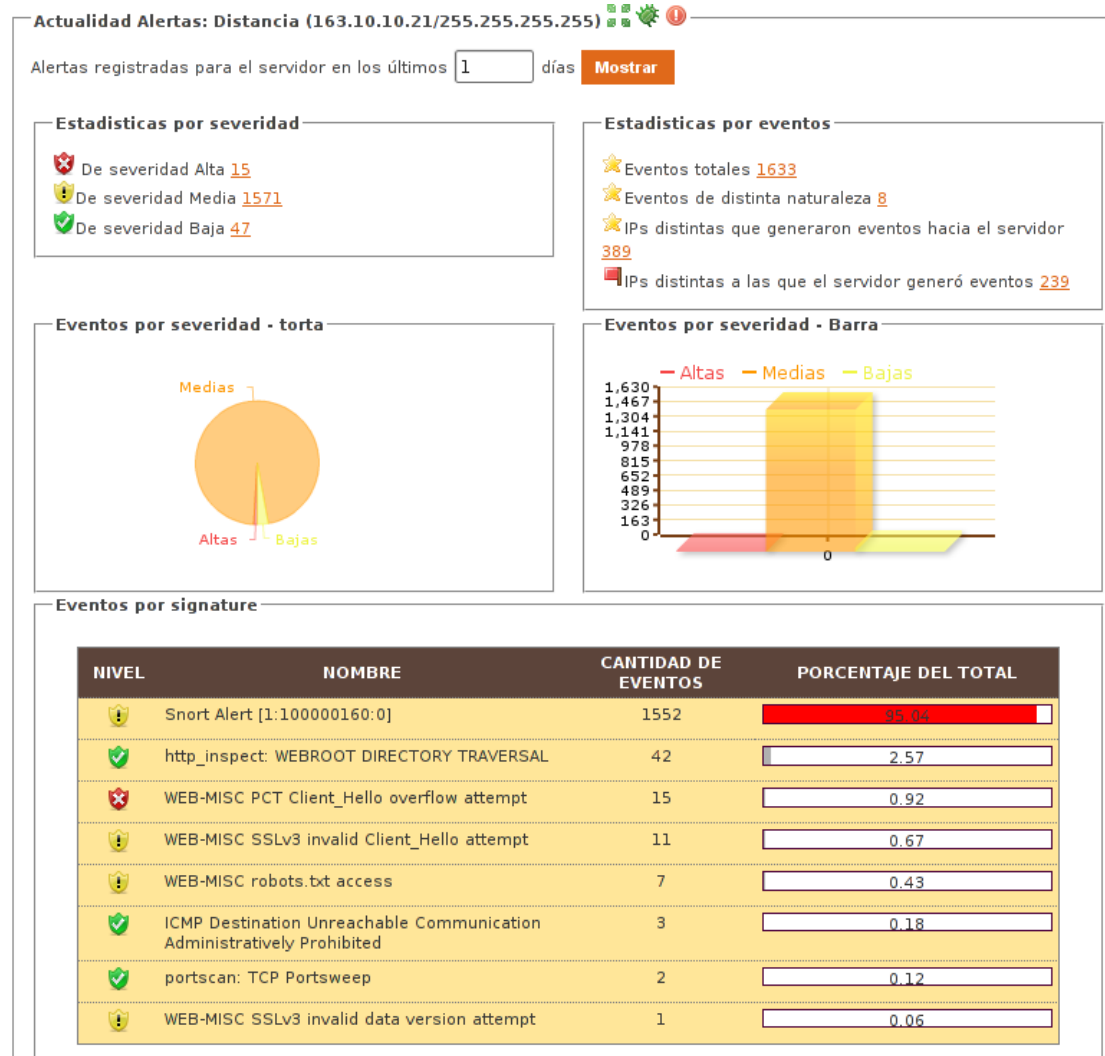 Actualidad Alertas: Distancia (163.10.10.21/255.255.255.255)
Alertas registradas para el servidor en los últimos 1 días Mostrar
Estadisticas por severidad
De severidad Alta 15
De severidad Media 1571
De severidad Baja 47
Estadisticas por eventos
Eventos totales 1633
Eventos de distinta naturaleza 8
IPs distintas que generaron eventos hacia el servidor
389
IPs distintas a las que el servidor generó eventos 239
Eventos por severidad - torta
Medias
Altas
Bajas
Eventos por severidad - Barra
Altas Medias Bajas
1,630
1,467
1,304
1,141
978
815
652
489
326
163
0
0
Eventos por signature
NIVEL NOMBRE CANTIDAD DE EVENTOS PORCENTAJE DEL TOTAL
Snort Alert [1:100000160:0] 1552 95.04
http_inspect: WEBROOT DIRECTORY TRAVERSAL 42 2.57
WEB-MISC PCT Client_Hello overflow attempt 15 0.92
WEB-MISC SSLv3 invalid Client_Hello attempt 11 0.67
WEB-MISC robots.txt access 7 0.43
ICMP Destination Unreachable Communication
Administratively Prohibited 3 0.18
portscan: TCP Portsweep 2 0.12
WEB-MISC SSLv3 invalid data version attempt 1 0.06